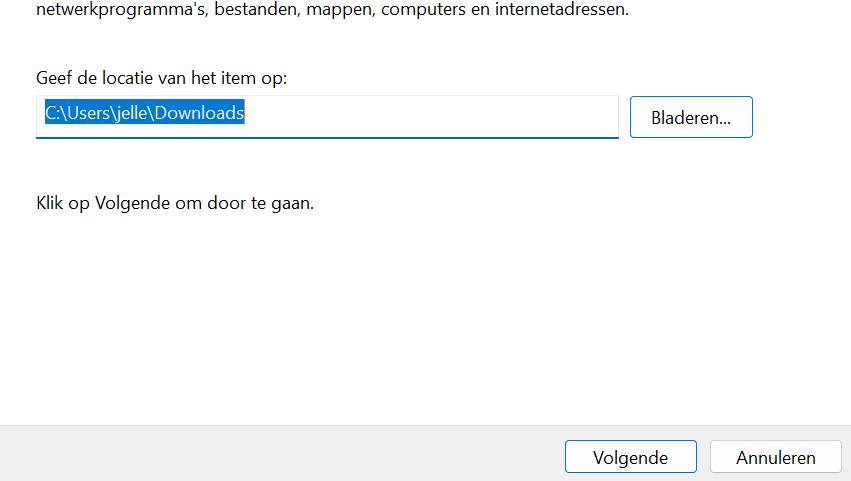 netwerkprogramma's, bestanden, mappen, computers en internetadressen.
Geef de locatie van het item op:
C:\Users\jelle\Downloads
Bladeren...
Klik op Volgende om door te gaan.
Volgende
Annuleren